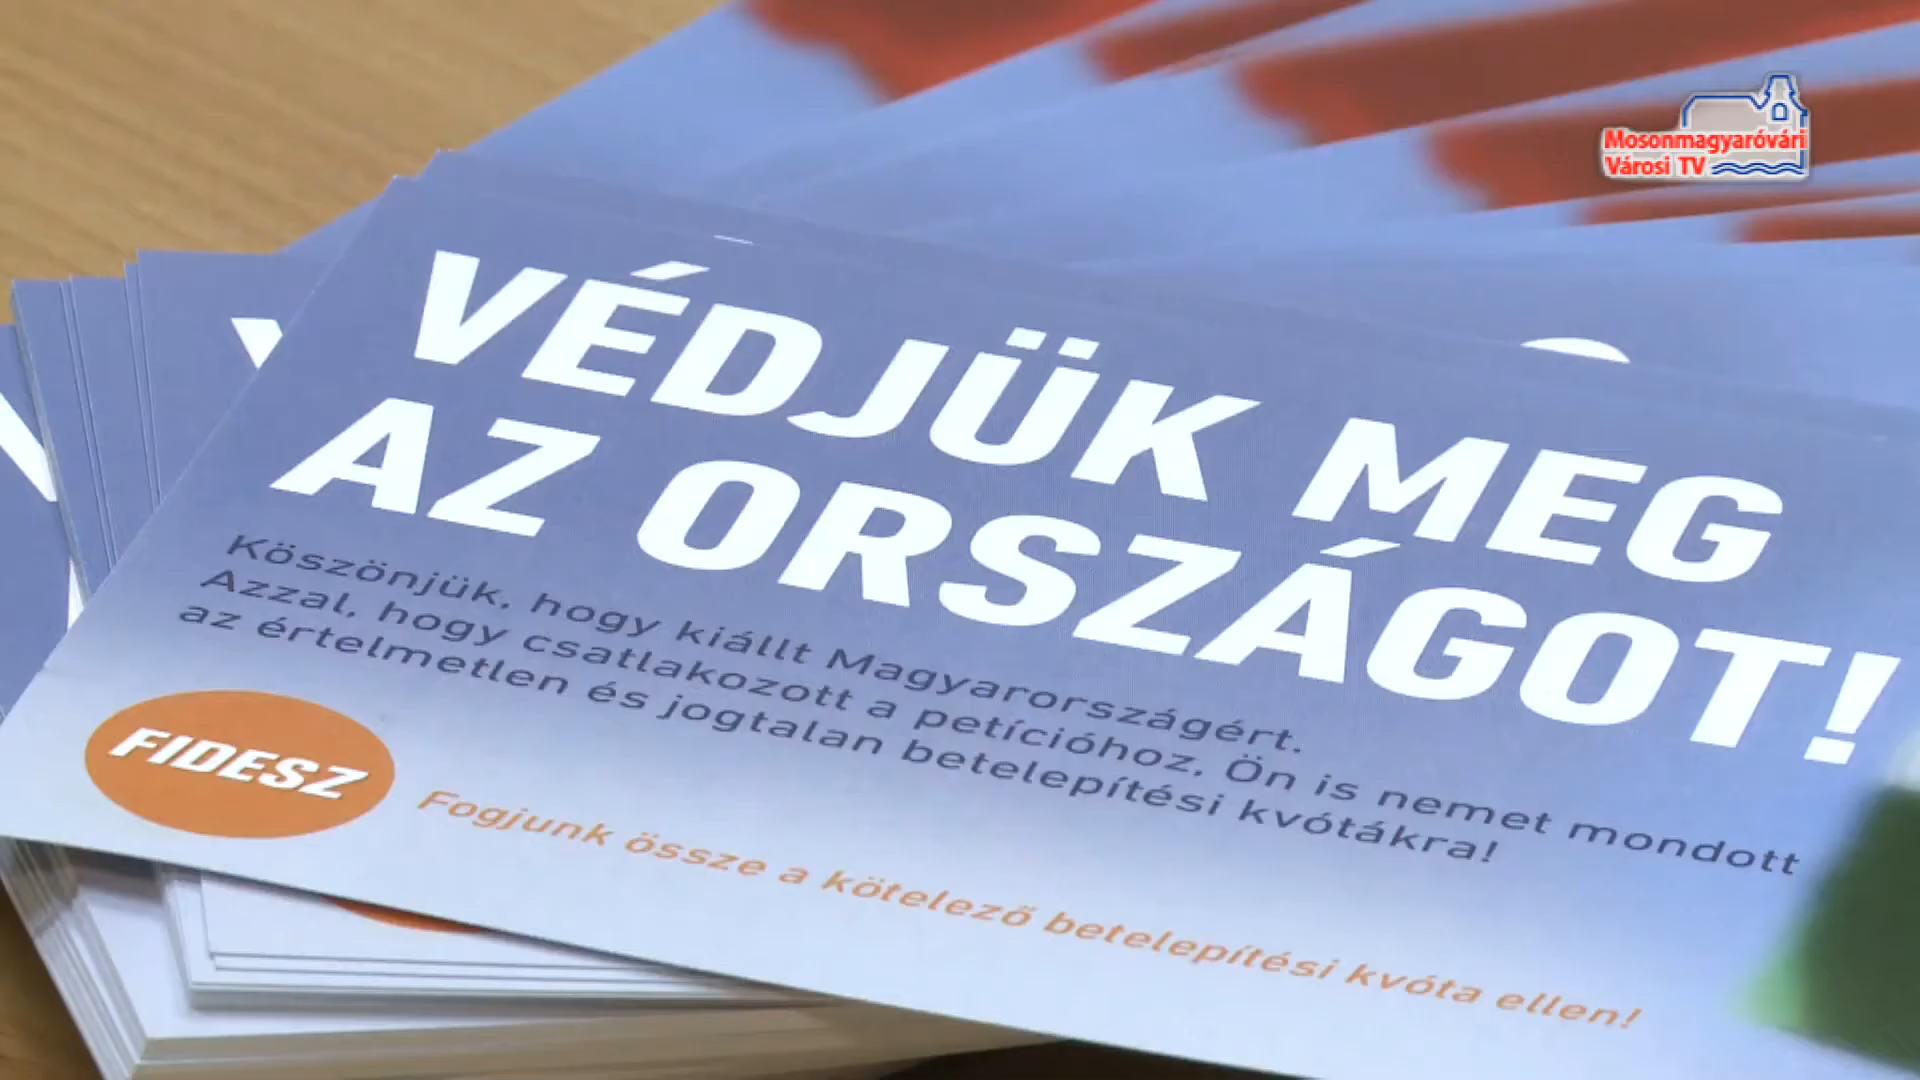 Mosonmagyaróvári
Városi TV
VÉDJÜK MEG
AZ ORSZÁGOT!
Köszönjük, hogy kiállt Magyarországért.
Azzal, hogy csatlakozott a petícióhoz, Ön is nemet mondott
az értelmetlen és jogtalan betelepítési kvótákra!
FIDESZ
Fogjunk össze a kötelező betelepítési kvóta ellen!